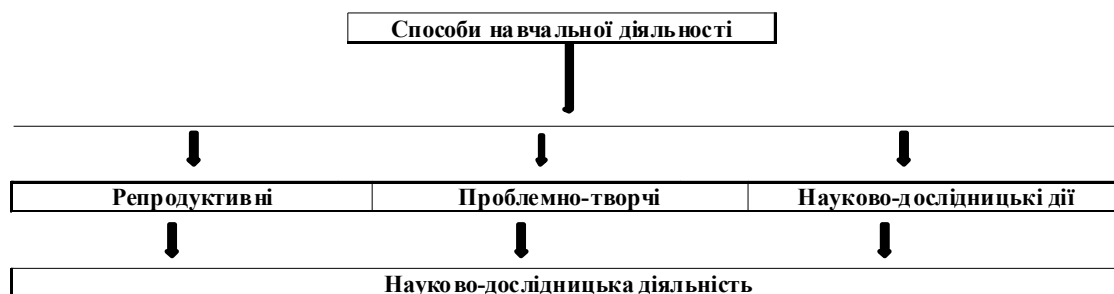 Способи навчальної діяльності
Репродуктивні Проблемно-творчі Науково-дослідницькі дії
Науково-дослідницька діяльність